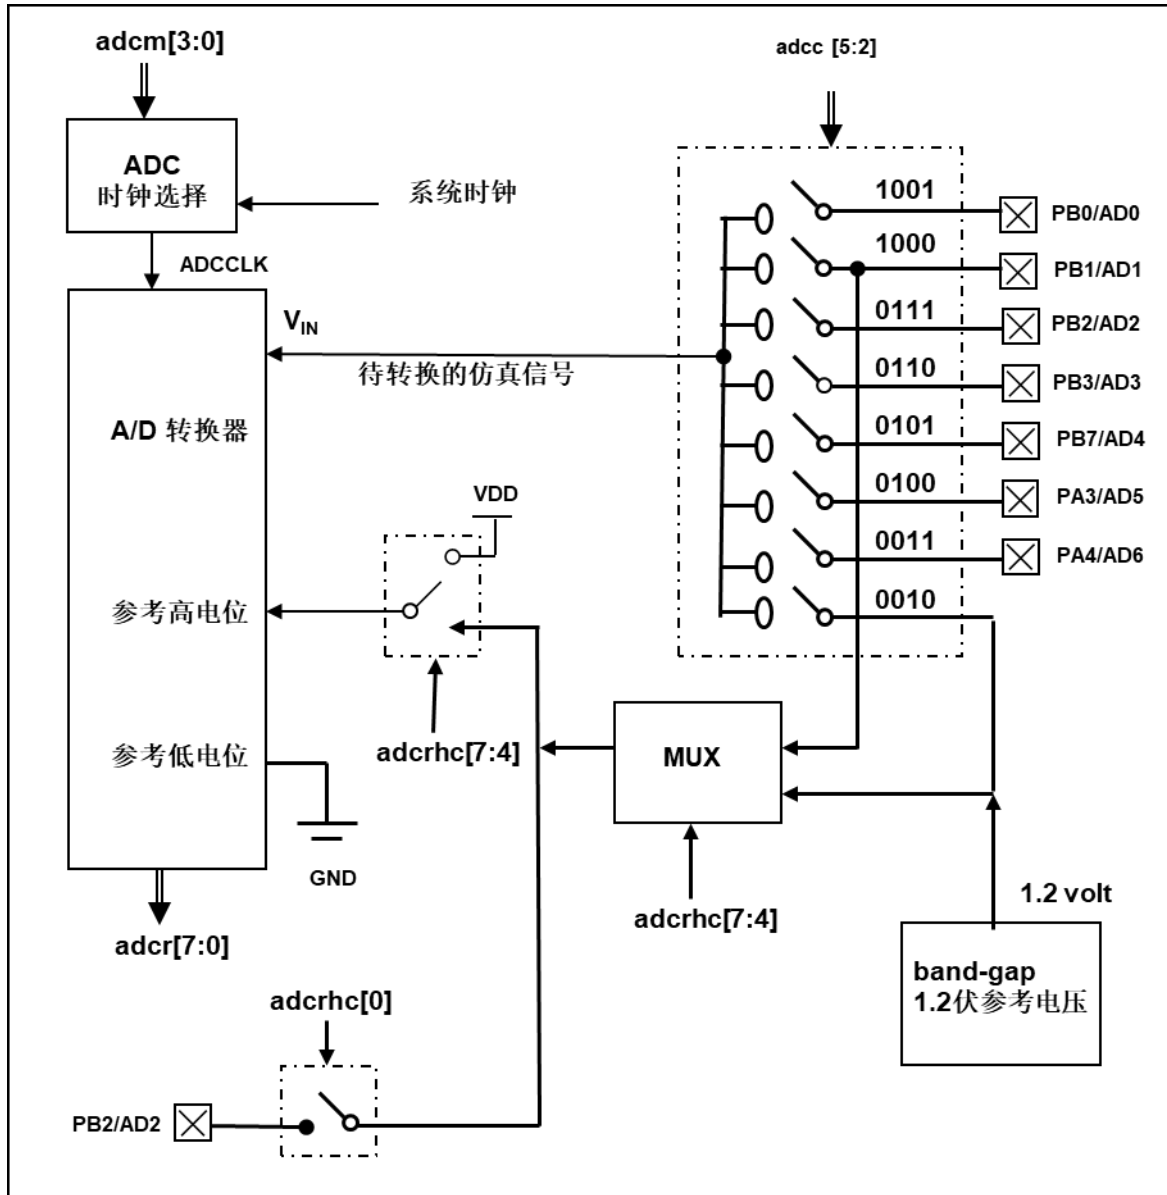 adcm[3:0]
adcc [5:2]
ADC
时钟选择
系统时钟
ADCCLK
1001
PB0/AD0
1000
PB1/AD1
0111
PB2/AD2
0110
PB3/AD3
0101
PB7/AD4
0100
PA3/AD5
0011
PA4/AD6
0010
VIN
待转换的仿真信号
A/D 转换器
VDD
参考高电位
adcrhc[7:4]
参考低电位
GND
MUX
adcrhc[7:4]
1.2 volt
band-gap
1.2伏参考电压
adcr[7:0]
adcrhc[0]
PB2/AD2